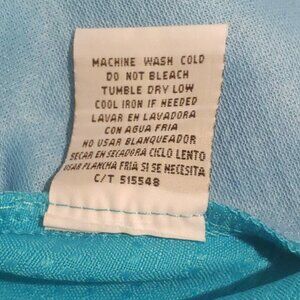 MACHINE WASH COLD
DO NOT BLEACH
TUMBLE DRY LOW
COOL IRON IF NEEDED
LAVAR EN LAVADORA
CON AGUA FRIA
NO USAR BLANQUEADOR
SECAR EN SECADORA CICLO LENTO
USAR PLANCHA FRIA SI SE NECESITA
C/T 515548